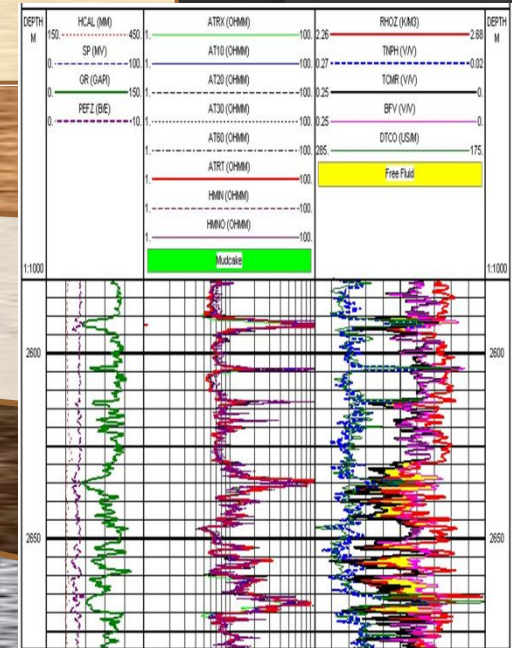 DEPTH
M
HCAL (MM)
150. 450.
SP (MV)
0. 100.
GR (GAPI)
0. 150.
PEFZ (B/E)
0. 10.
1:1000
ATRX (OHMM)
1. 100.
AT10 (OHMM)
1. 100.
AT20 (OHMM)
1. 100.
AT30 (OHMM)
1. 100.
AT60 (OHMM)
1. 100.
ATRT (OHMM)
1. 100.
HMIN (OHMM)
1. 100.
HMNO (OHMM)
1. 100.
Mudcake
RHOZ (K/M3)
2.26 2.68
TNPH (V/V)
0.27 0.02
TCMR (V/V)
0.25 0.
BFV (V/V)
0.25 0.
DTCO (US/M)
285. 175.
Free Fluid
DEPTH
M
1:1000
2600 2600
2650 2650